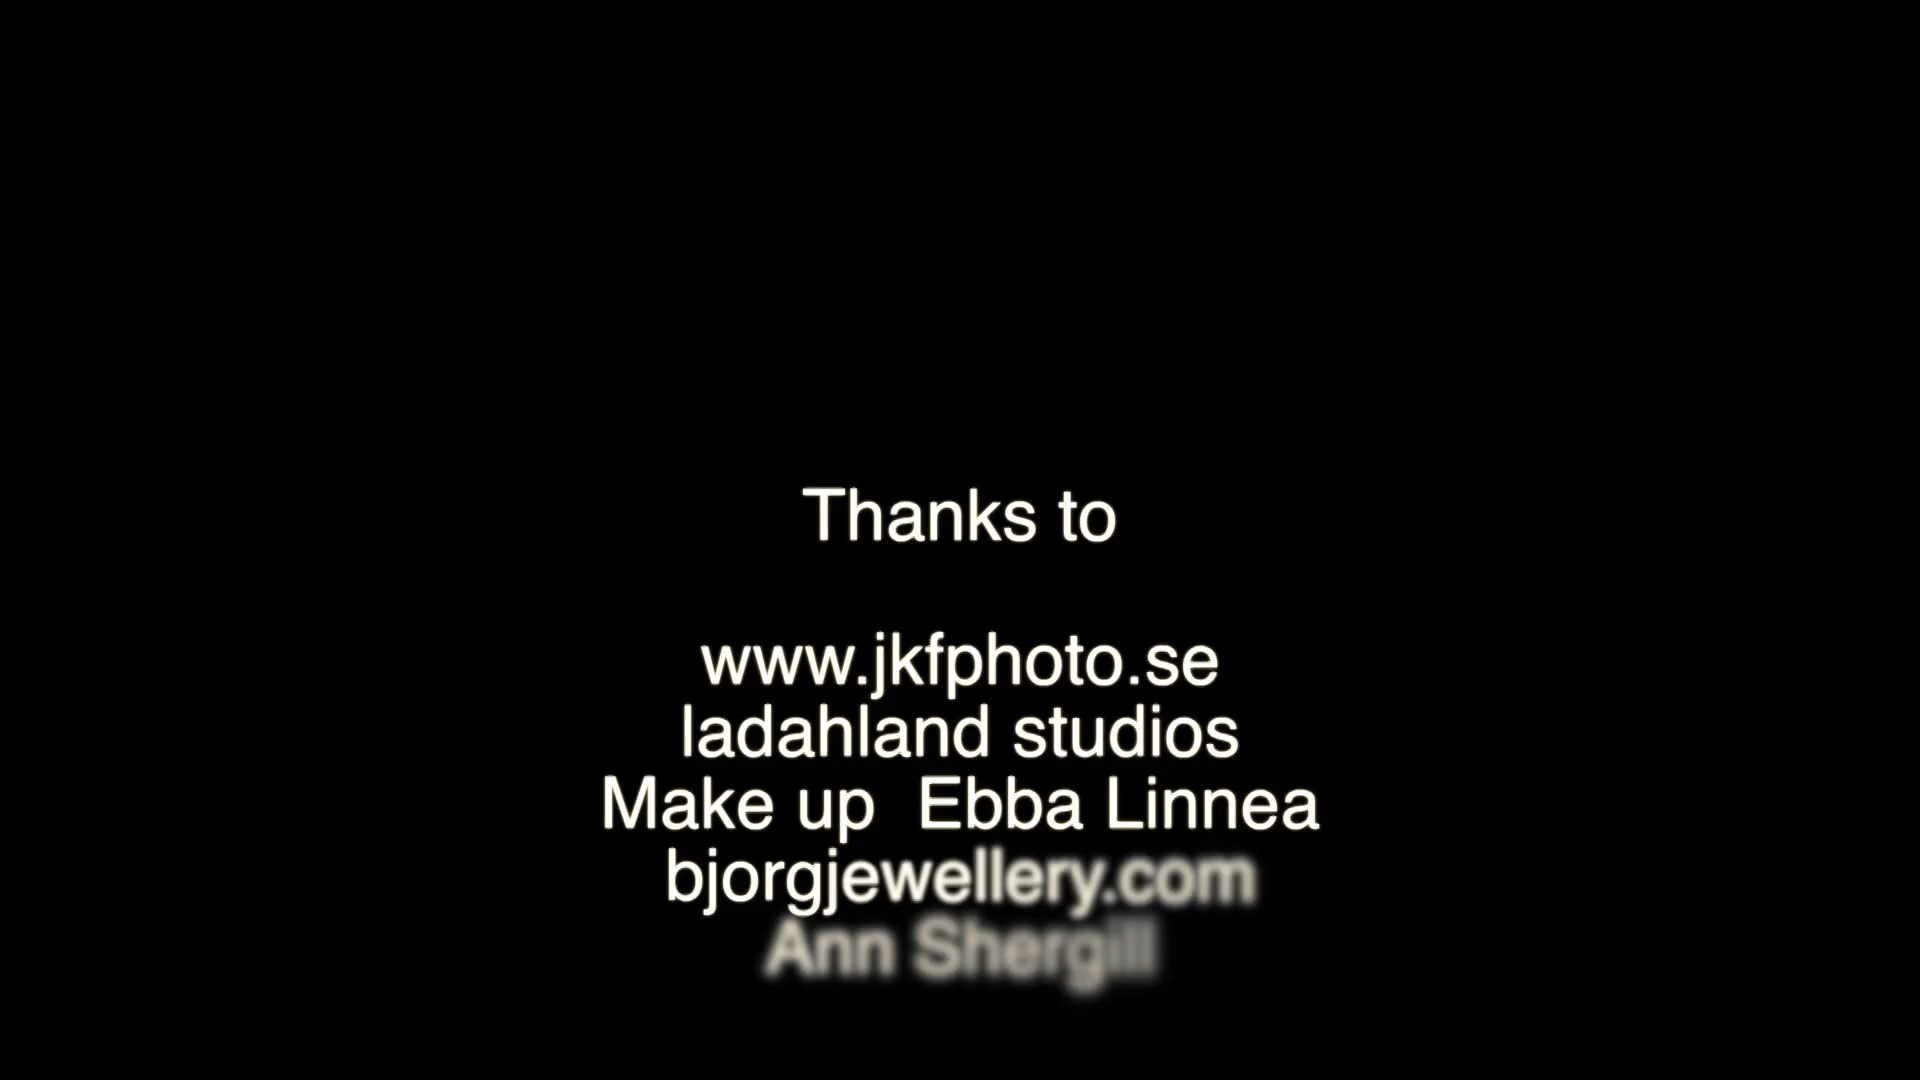 Thanks to
www.jkfphoto.se
ladahland studios
Make up  Ebba Linnea
bjorgjewellery.com
Ann Shergill